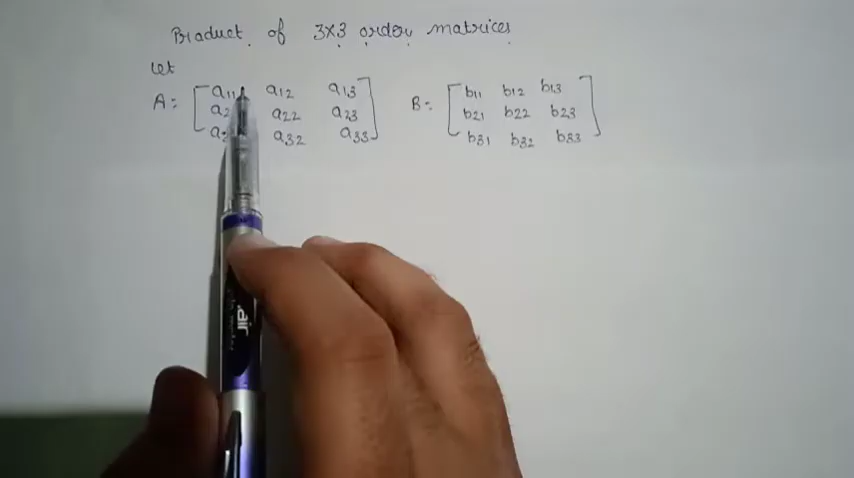 Product of 3×3 order matrices
Let
A = [ a11 a12 a13 B = [ b11 b12 b13 ]
a22 a23 b21 b22 b23
a32 a33 ] b31 b32 b33
air